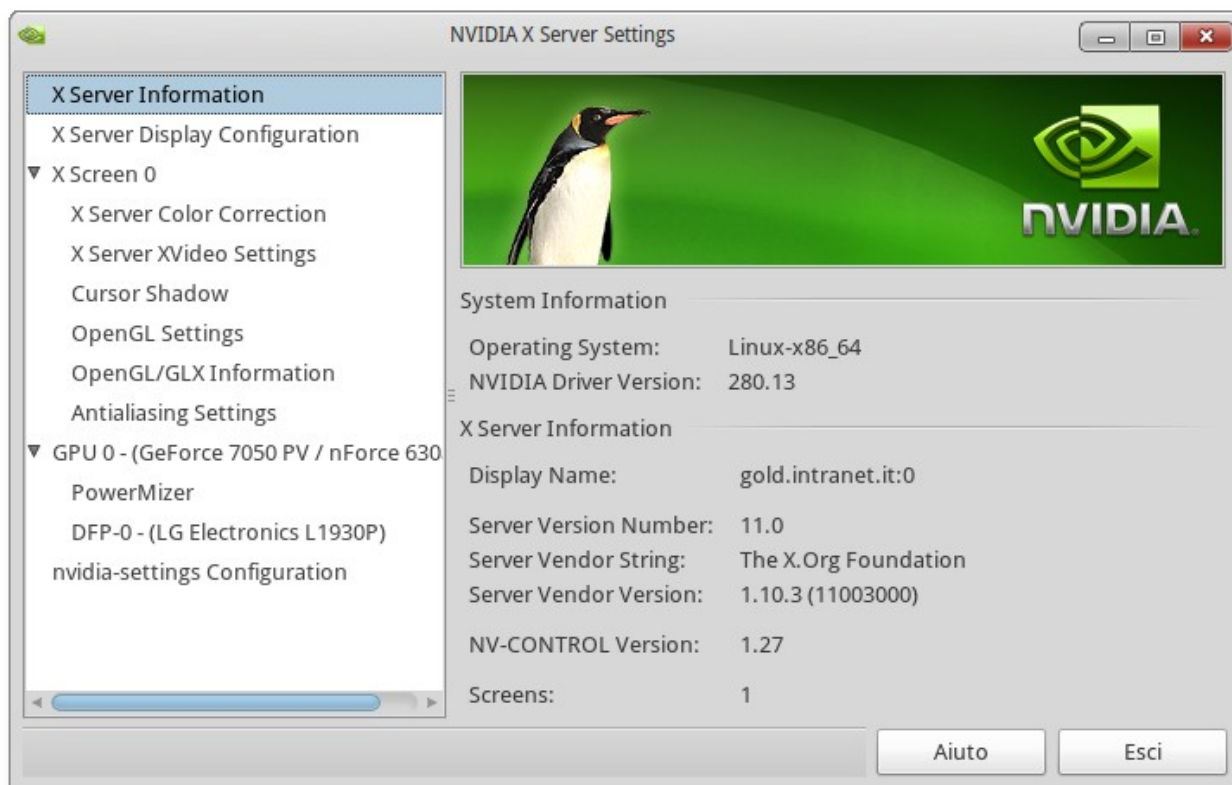 NVIDIA X Server Settings
X Server Information
X Server Display Configuration
X Screen 0
X Server Color Correction
X Server XVideo Settings
Cursor Shadow
OpenGL Settings
OpenGL/GLX Information
Antialiasing Settings
GPU 0 - (GeForce 7050 PV / nForce 630
PowerMizer
DFP-0 - (LG Electronics L1930P)
nvidia-settings Configuration
NVIDIA.
System Information
Operating System: Linux-x86_64
NVIDIA Driver Version: 280.13
X Server Information
Display Name: gold.intranet.it:0
Server Version Number: 11.0
Server Vendor String: The X.Org Foundation
Server Vendor Version: 1.10.3 (11003000)
NV-CONTROL Version: 1.27
Screens: 1
Aiuto Esci